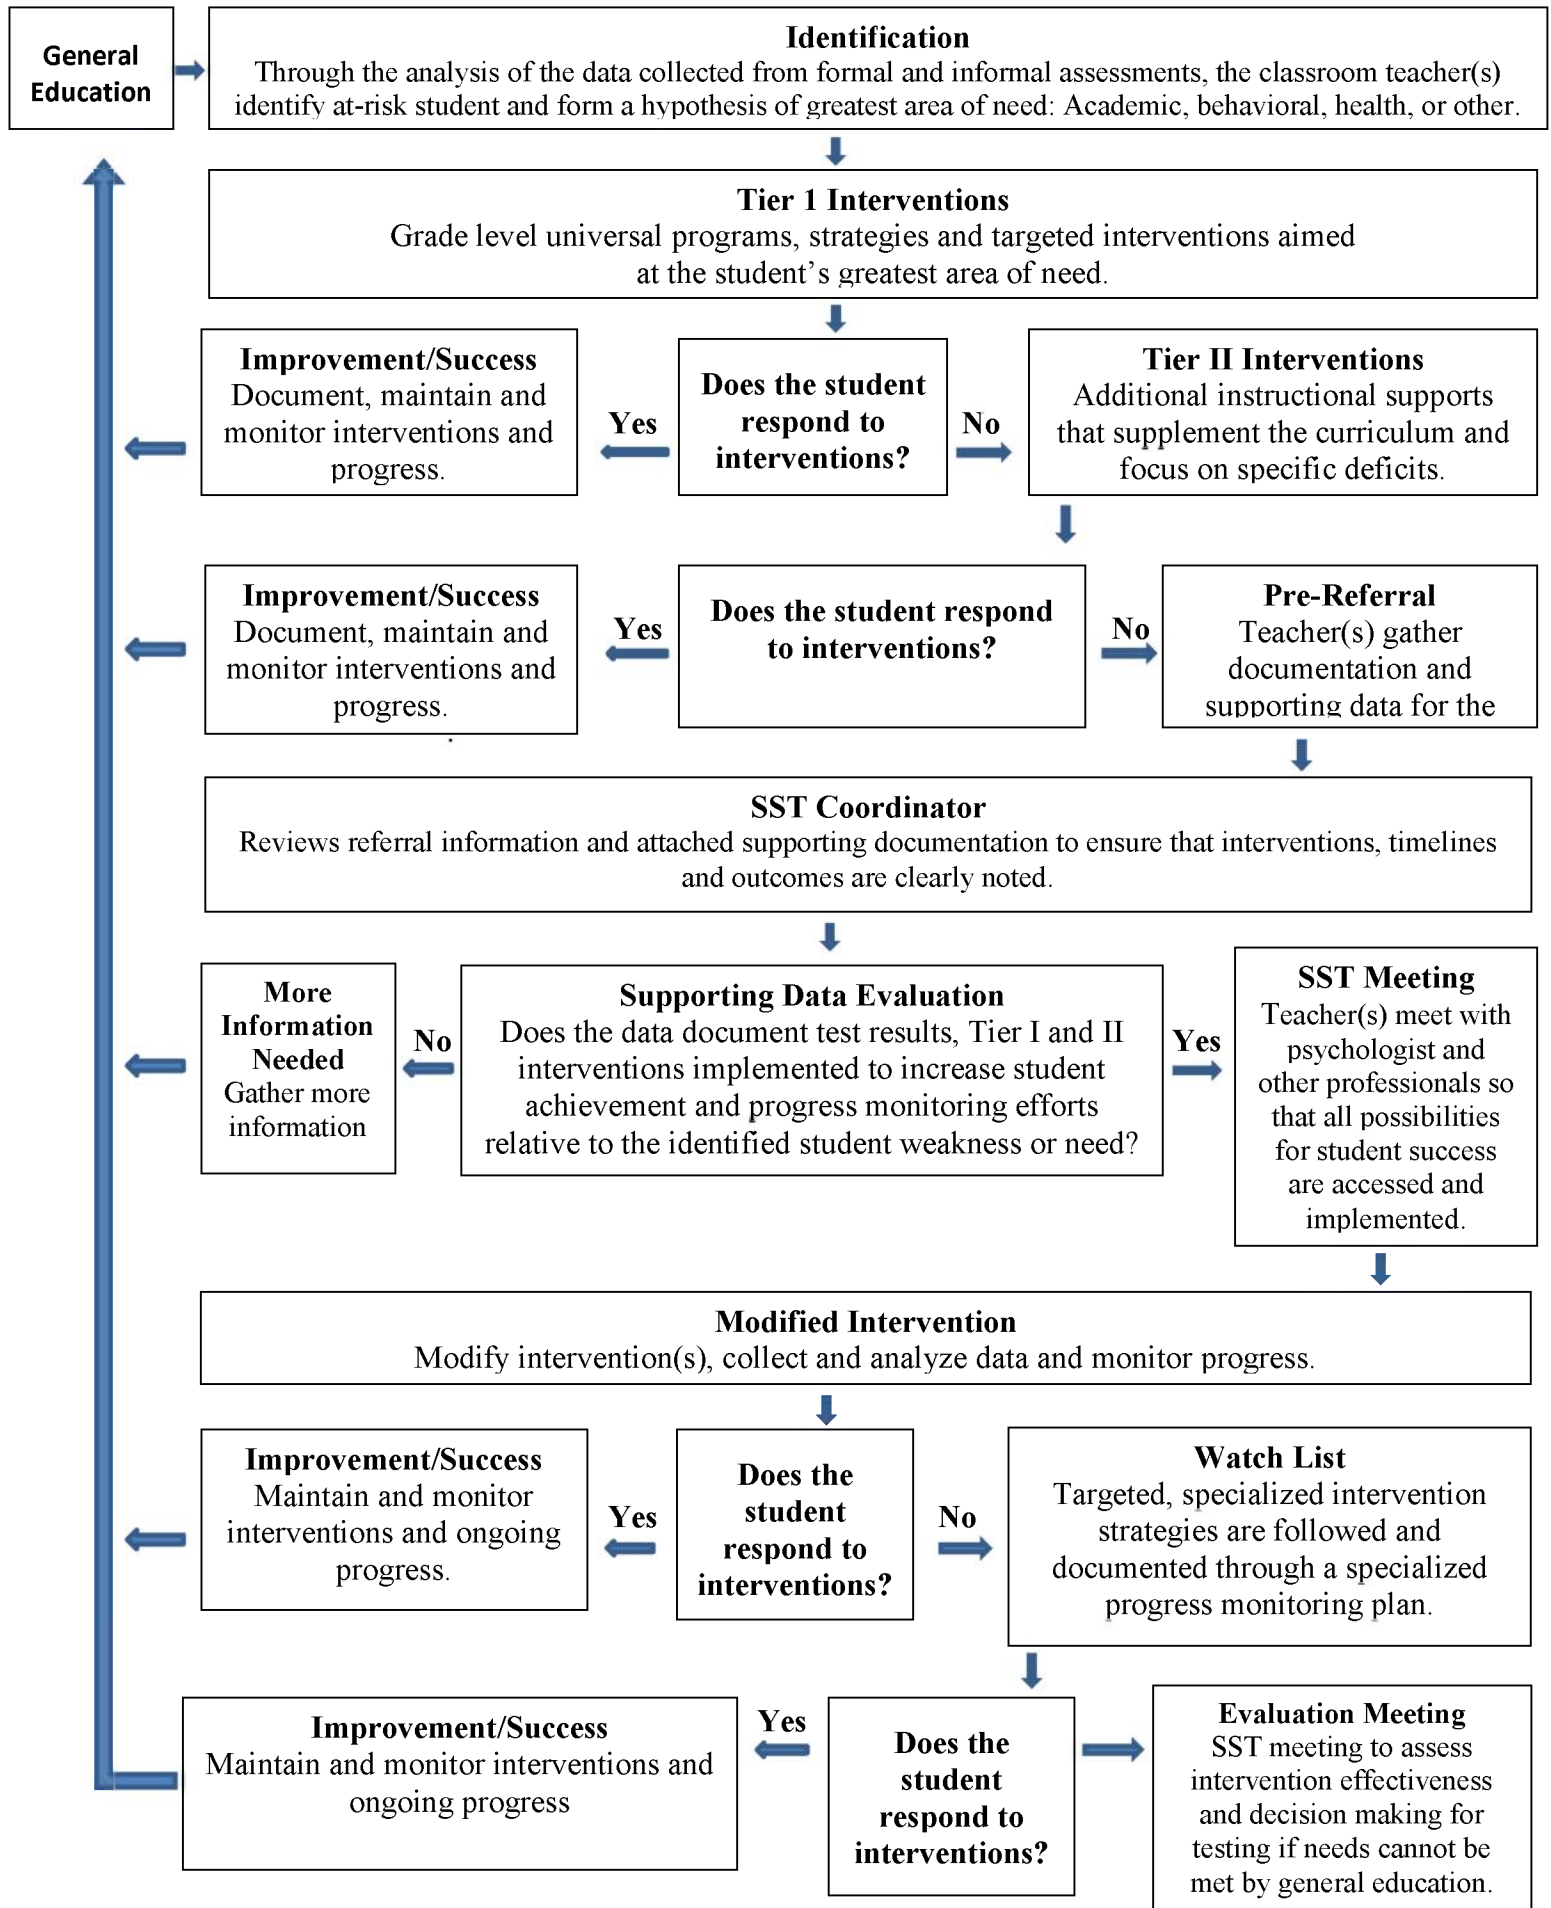 General
Education
Identification
Through the analysis of the data collected from formal and informal assessments, the classroom teacher(s)
identify at-risk student and form a hypothesis of greatest area of need: Academic, behavioral, health, or other.
Tier 1 Interventions
Grade level universal programs, strategies and targeted interventions aimed
at the student’s greatest area of need.
Improvement/Success
Document, maintain and
monitor interventions and
progress.
Yes
Does the student
respond to
interventions?
No
Tier II Interventions
Additional instructional supports
that supplement the curriculum and
focus on specific deficits.
Improvement/Success
Document, maintain and
monitor interventions and
progress.
Yes
Does the student respond
to interventions?
No
Pre-Referral
Teacher(s) gather
documentation and
supporting data for the
SST Coordinator
Reviews referral information and attached supporting documentation to ensure that interventions, timelines
and outcomes are clearly noted.
More
Information
Needed
Gather more
information
No
Supporting Data Evaluation
Does the data document test results, Tier I and II
interventions implemented to increase student
achievement and progress monitoring efforts
relative to the identified student weakness or need?
Yes
SST Meeting
Teacher(s) meet with
psychologist and
other professionals so
that all possibilities
for student success
are accessed and
implemented.
Modified Intervention
Modify intervention(s), collect and analyze data and monitor progress.
Improvement/Success
Maintain and monitor
interventions and ongoing
progress.
Yes
Does the
student
respond to
interventions?
No
Watch List
Targeted, specialized intervention
strategies are followed and
documented through a specialized
progress monitoring plan.
Improvement/Success
Maintain and monitor interventions and
ongoing progress
Yes
Does the
student
respond to
interventions?
Evaluation Meeting
SST meeting to assess
intervention effectiveness
and decision making for
testing if needs cannot be
met by general education.